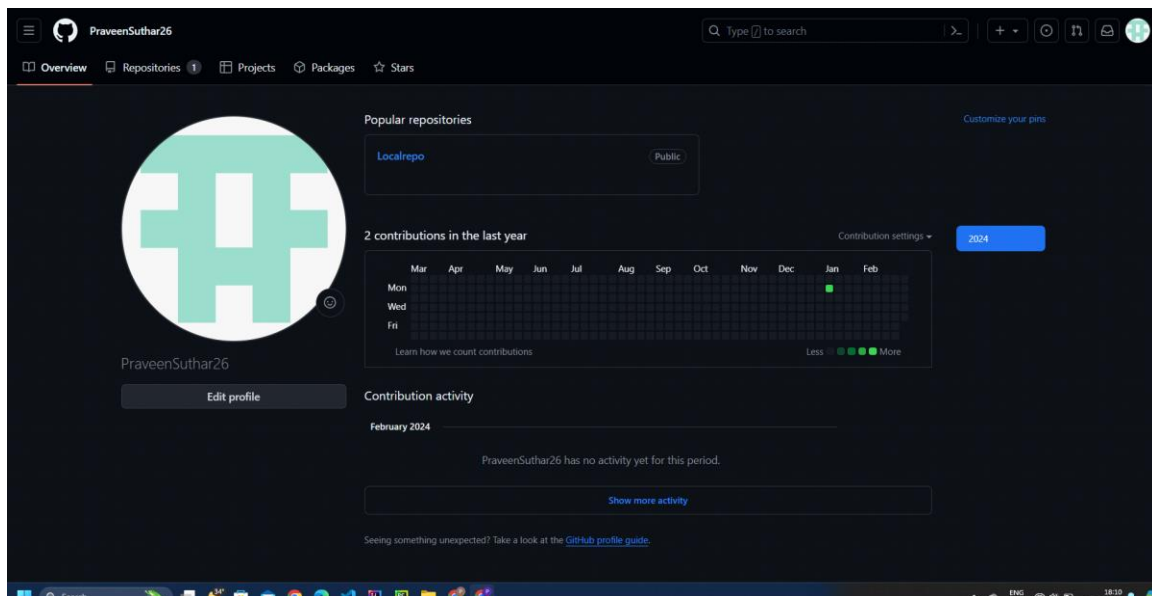 PraveenSuthar26
Type / to search
Overview Repositories 1 Projects Packages Stars
Popular repositories
Customize your pins
Localrepo Public
2 contributions in the last year
Contribution settings
2024
Mar Apr May Jun Jul Aug Sep Oct Nov Dec Jan Feb
Mon
Wed
Fri
Learn how we count contributions
Less More
PraveenSuthar26
Edit profile
Contribution activity
February 2024
PraveenSuthar26 has no activity yet for this period.
Show more activity
Seeing something unexpected? Take a look at the GitHub profile guide.
34°
ENG
18:10